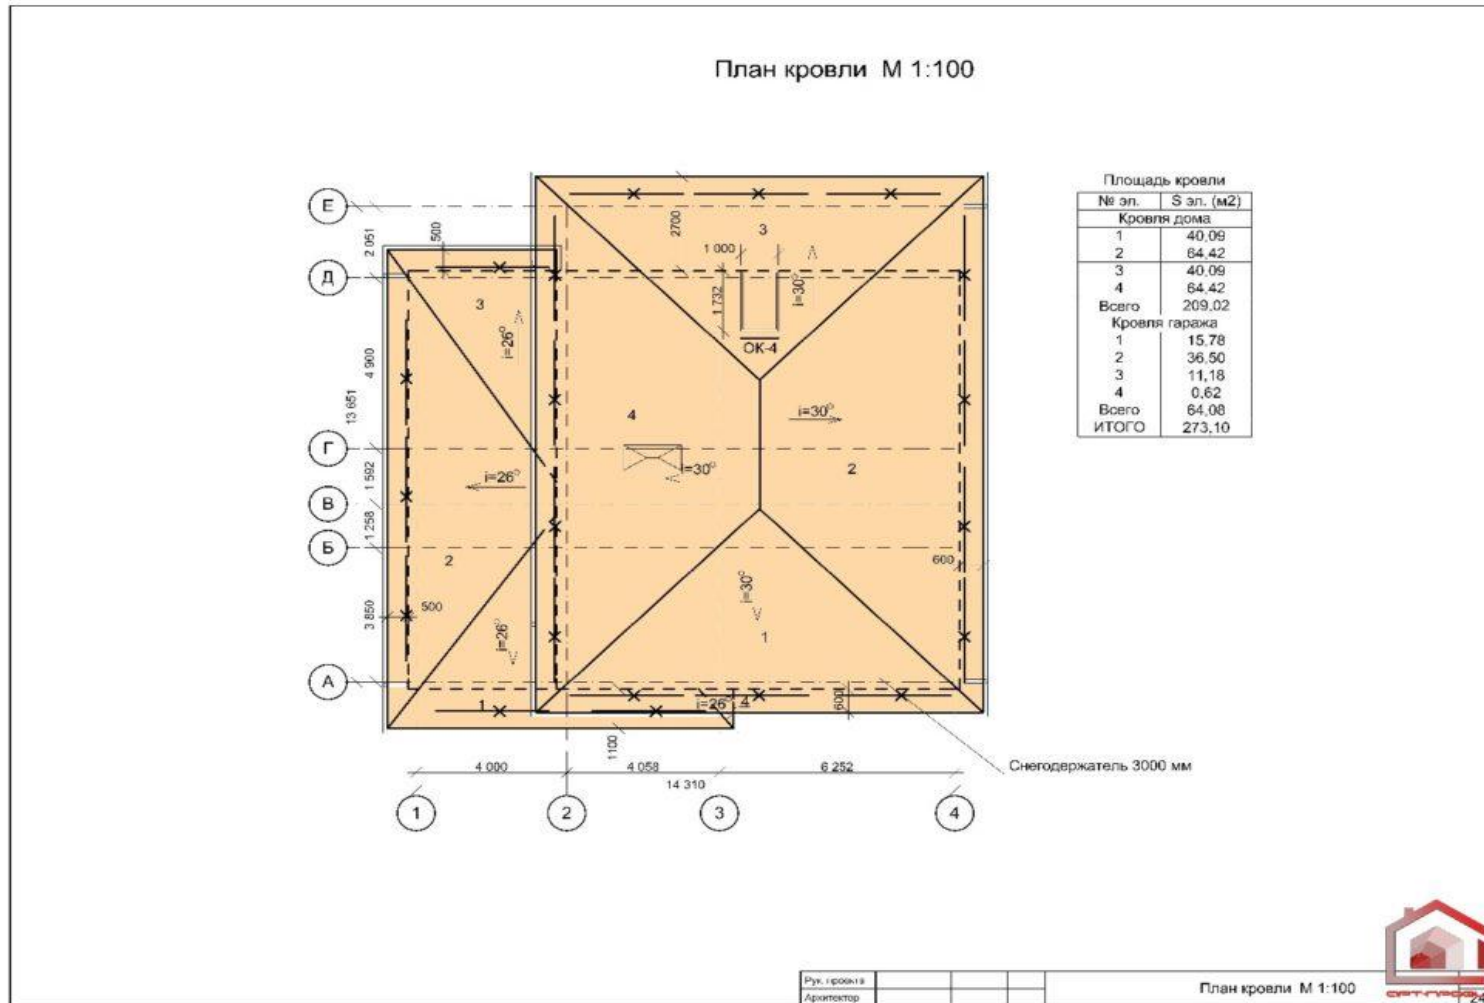 План кровли М 1:100
Площадь кровли
№ эл. S эл. (м2)
Кровля дома
1 40,09
2 64,42
3 40,09
4 64,42
Всего 209,02
Кровля гаража
1 15,78
2 36,50
3 11,18
4 0,62
Всего 64,08
ИТОГО 273,10
Е
2 051
500
2700
3
1 000
Д
3
1 732
i=30°
i=26°
ОК-4
4 900
13 651
4
i=30°
Г
i=26°
i=30°
2
1 592
В
1 258
Б
2
600
i=30°
3 850
500
i=26°
1
А
1
i=26°
4
600
1100
4 000
4 058
6 252
14 310
Снегодержатель 3000 мм
1
2
3
4
Рук. проекта
Архитектор
План кровли М 1:100